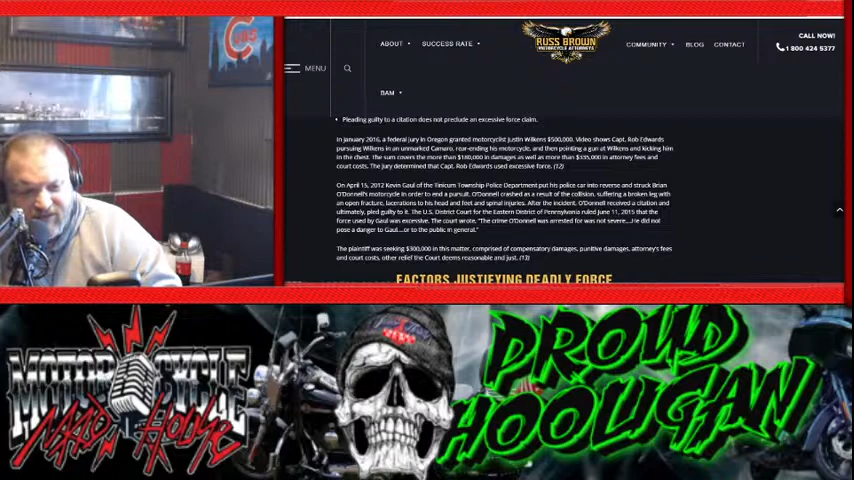 CUBS
RUSS BROWN
MOTORCYCLE ATTORNEYS
ABOUT
SUCCESS RATE
COMMUNITY
BLOG
CONTACT
CALL NOW!
1 800 424 5377
MENU
BAM
• Pleading guilty to a citation does not preclude an excessive force claim.
In January 2016, a federal jury in Oregon granted motorcyclist Justin Wilkens $500,000. Video shows Capt. Rob Edwards
pursuing Wilkens in an unmarked Camaro, rear-ending his motorcycle, and then pointing a gun at Wilkens and kicking him
in the chest. The sum covers the more than $180,000 in damages as well as more than $335,000 in attorney fees and
court costs. The jury determined that Capt. Rob Edwards used excessive force. (12)
On April 15, 2012 Kevin Gaul of the Tinicum Township Police Department put his police car into reverse and struck Brian
O'Donnell's motorcycle in order to end a pursuit. O'Donnell crashed as a result of the collision, suffering a broken leg with
an open fracture, lacerations to his head and feet and spinal injuries. After the incident, O'Donnell received a citation and
ultimately, pled guilty to it. The U.S. District Court for the Eastern District of Pennsylvania ruled June 11, 2015 that the
force used by Gaul was excessive. The court wrote, "The crime O'Donnell was arrested for was not severe....He did not
pose a danger to Gaul....or to the public in general."
The plaintiff was seeking $300,000 in this matter, comprised of compensatory damages, punitive damages, attorney's fees
and court costs, other relief the Court deems reasonable and just. (13)
FACTORS JUSTIFYING DEADLY FORCE
MOTORCYCLE
MAD House
PROUD
HOOLIGAN